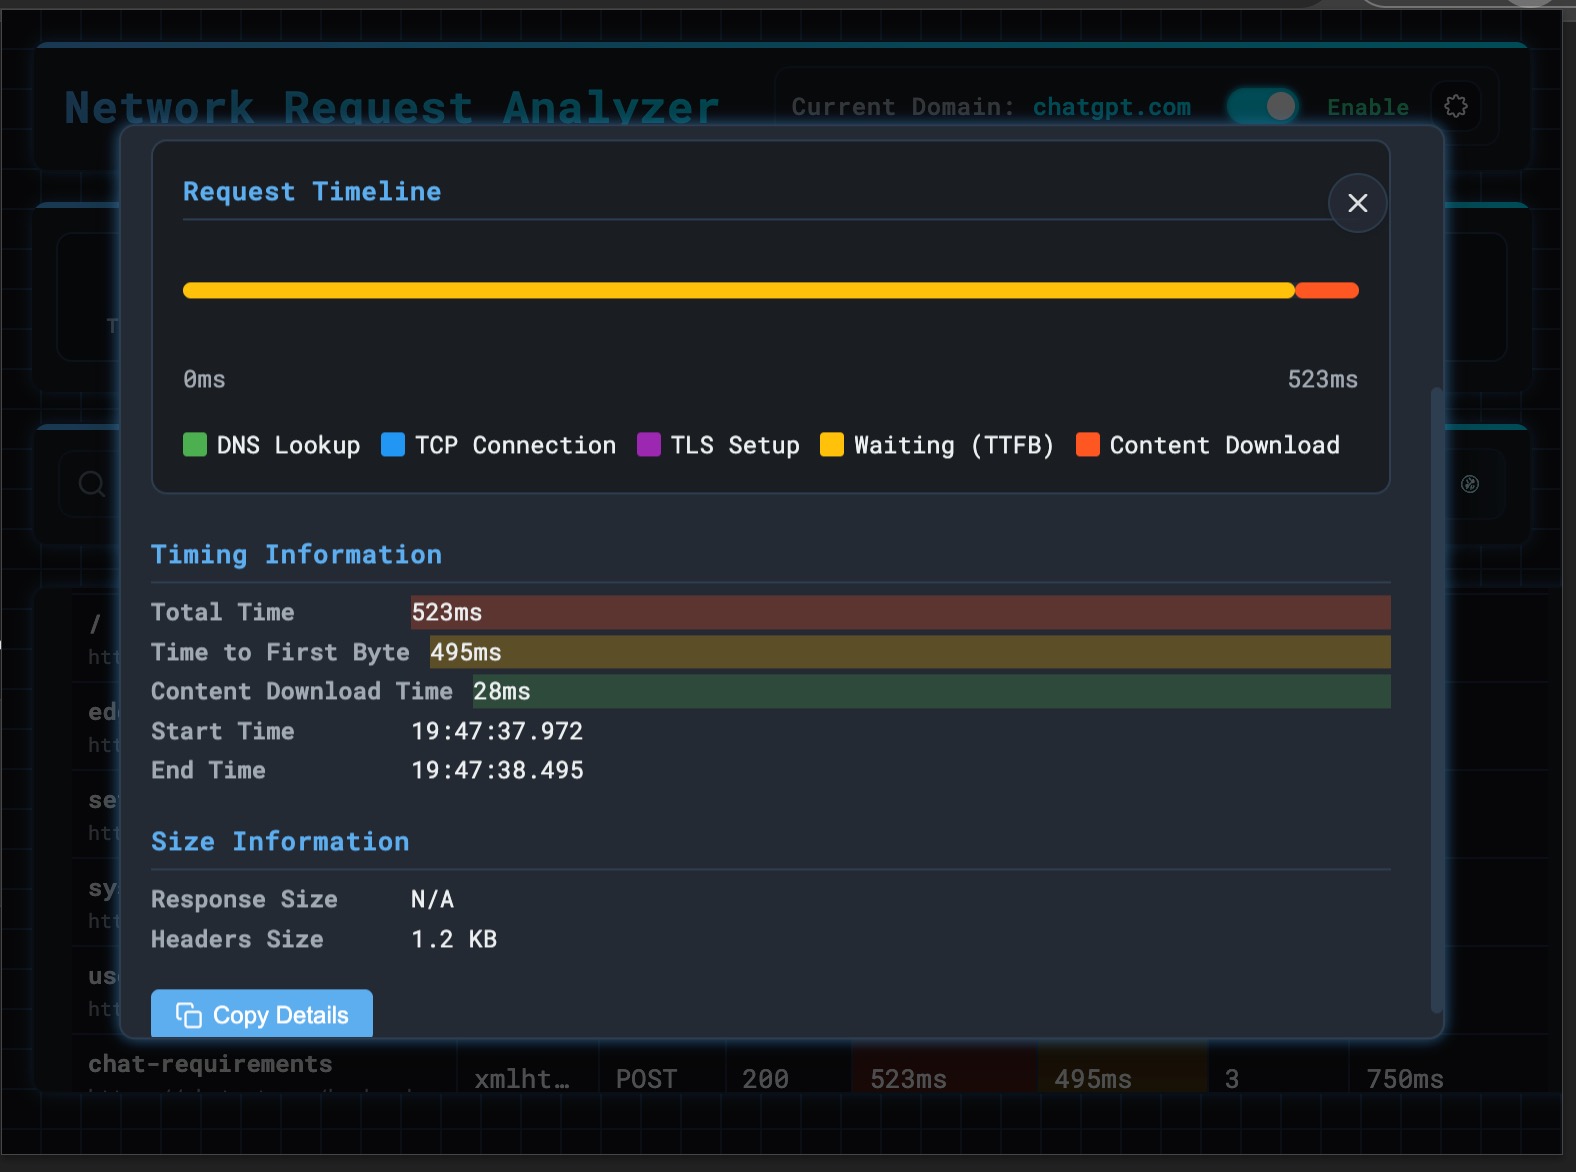 Network Request Analyzer
Current Domain: chatgpt.com Enable
Request Timeline
0ms 523ms
DNS Lookup TCP Connection TLS Setup Waiting (TTFB) Content Download
Timing Information
Total Time 523ms
Time to First Byte 495ms
Content Download Time 28ms
Start Time 19:47:37.972
End Time 19:47:38.495
Size Information
Response Size N/A
Headers Size 1.2 KB
Copy Details
T
/
htt
ed
htt
se
htt
sy
htt
us
htt
chat-requirements
xmlht… POST 200 523ms 495ms 3 750ms